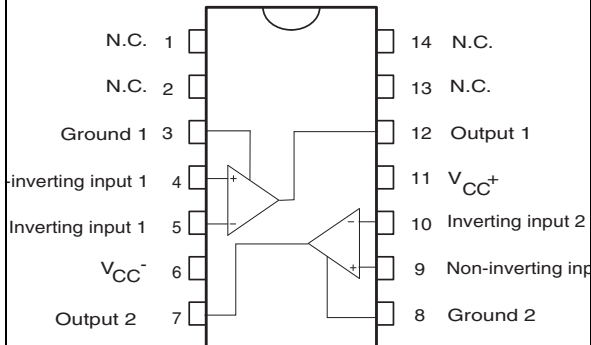 N.C. 1 14 N.C.
N.C. 2 13 N.C.
Ground 1 3 12 Output 1
-inverting input 1 4 + 11 VCC+
Inverting input 1 5 - - 10 Inverting input 2
VCC- 6 + 9 Non-inverting inp
Output 2 7 8 Ground 2